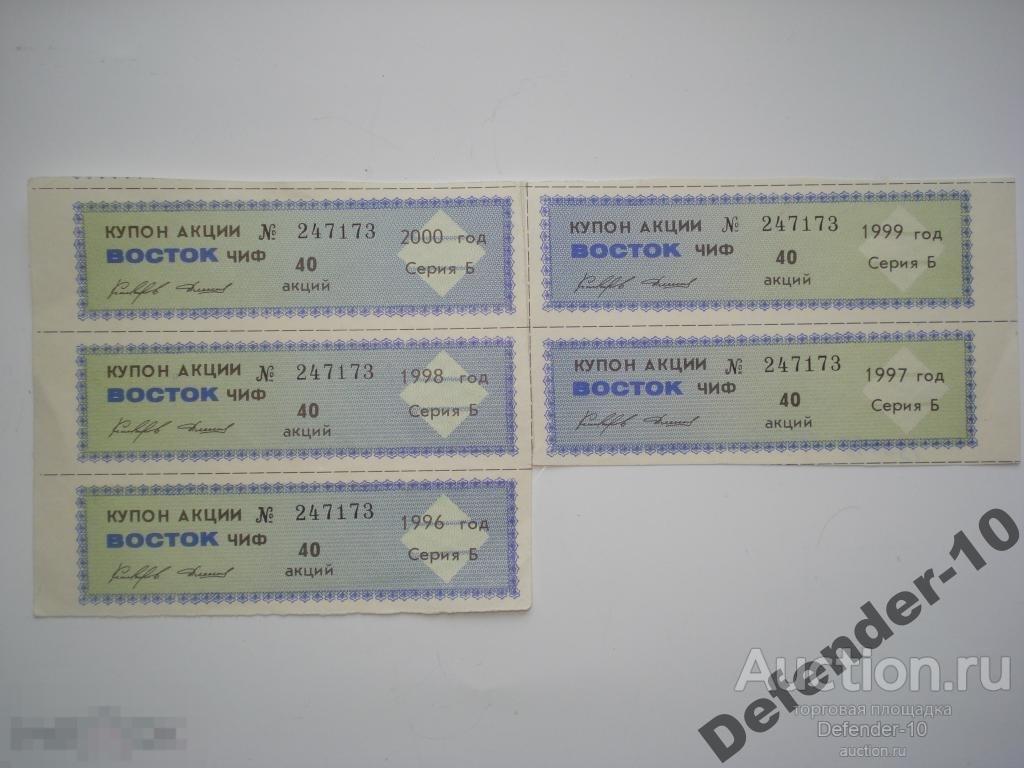 КУПОН АКЦИИ № 247173 2000 год
ВОСТОК ЧИФ 40 акций Серия Б
КУПОН АКЦИИ № 247173 1999 год
ВОСТОК ЧИФ 40 акций Серия Б
КУПОН АКЦИИ № 247173 1998 год
ВОСТОК ЧИФ 40 акций Серия Б
КУПОН АКЦИИ № 247173 1997 год
ВОСТОК ЧИФ 40 акций Серия Б
КУПОН АКЦИИ № 247173 1996 год
ВОСТОК ЧИФ 40 акций Серия Б
Defender-10
Auction.ru
торговая площадка
Defender-10
auction.ru